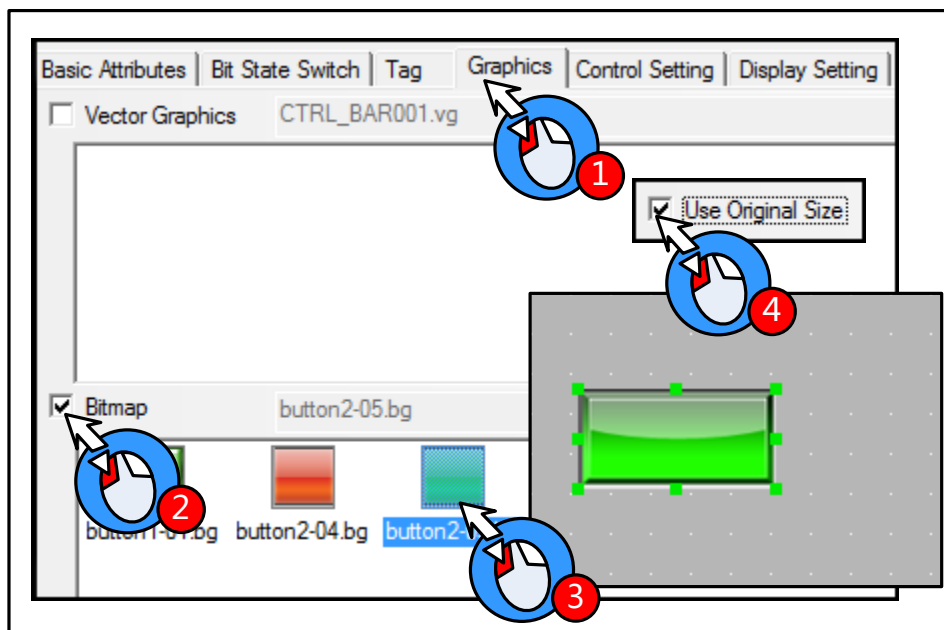 Basic Attributes Bit State Switch Tag Graphics Control Setting Display Setting
Vector Graphics CTRL_BAR001.vg
1
Use Original Size
4
Bitmap button2-05.bg
2
button2-04.bg
3